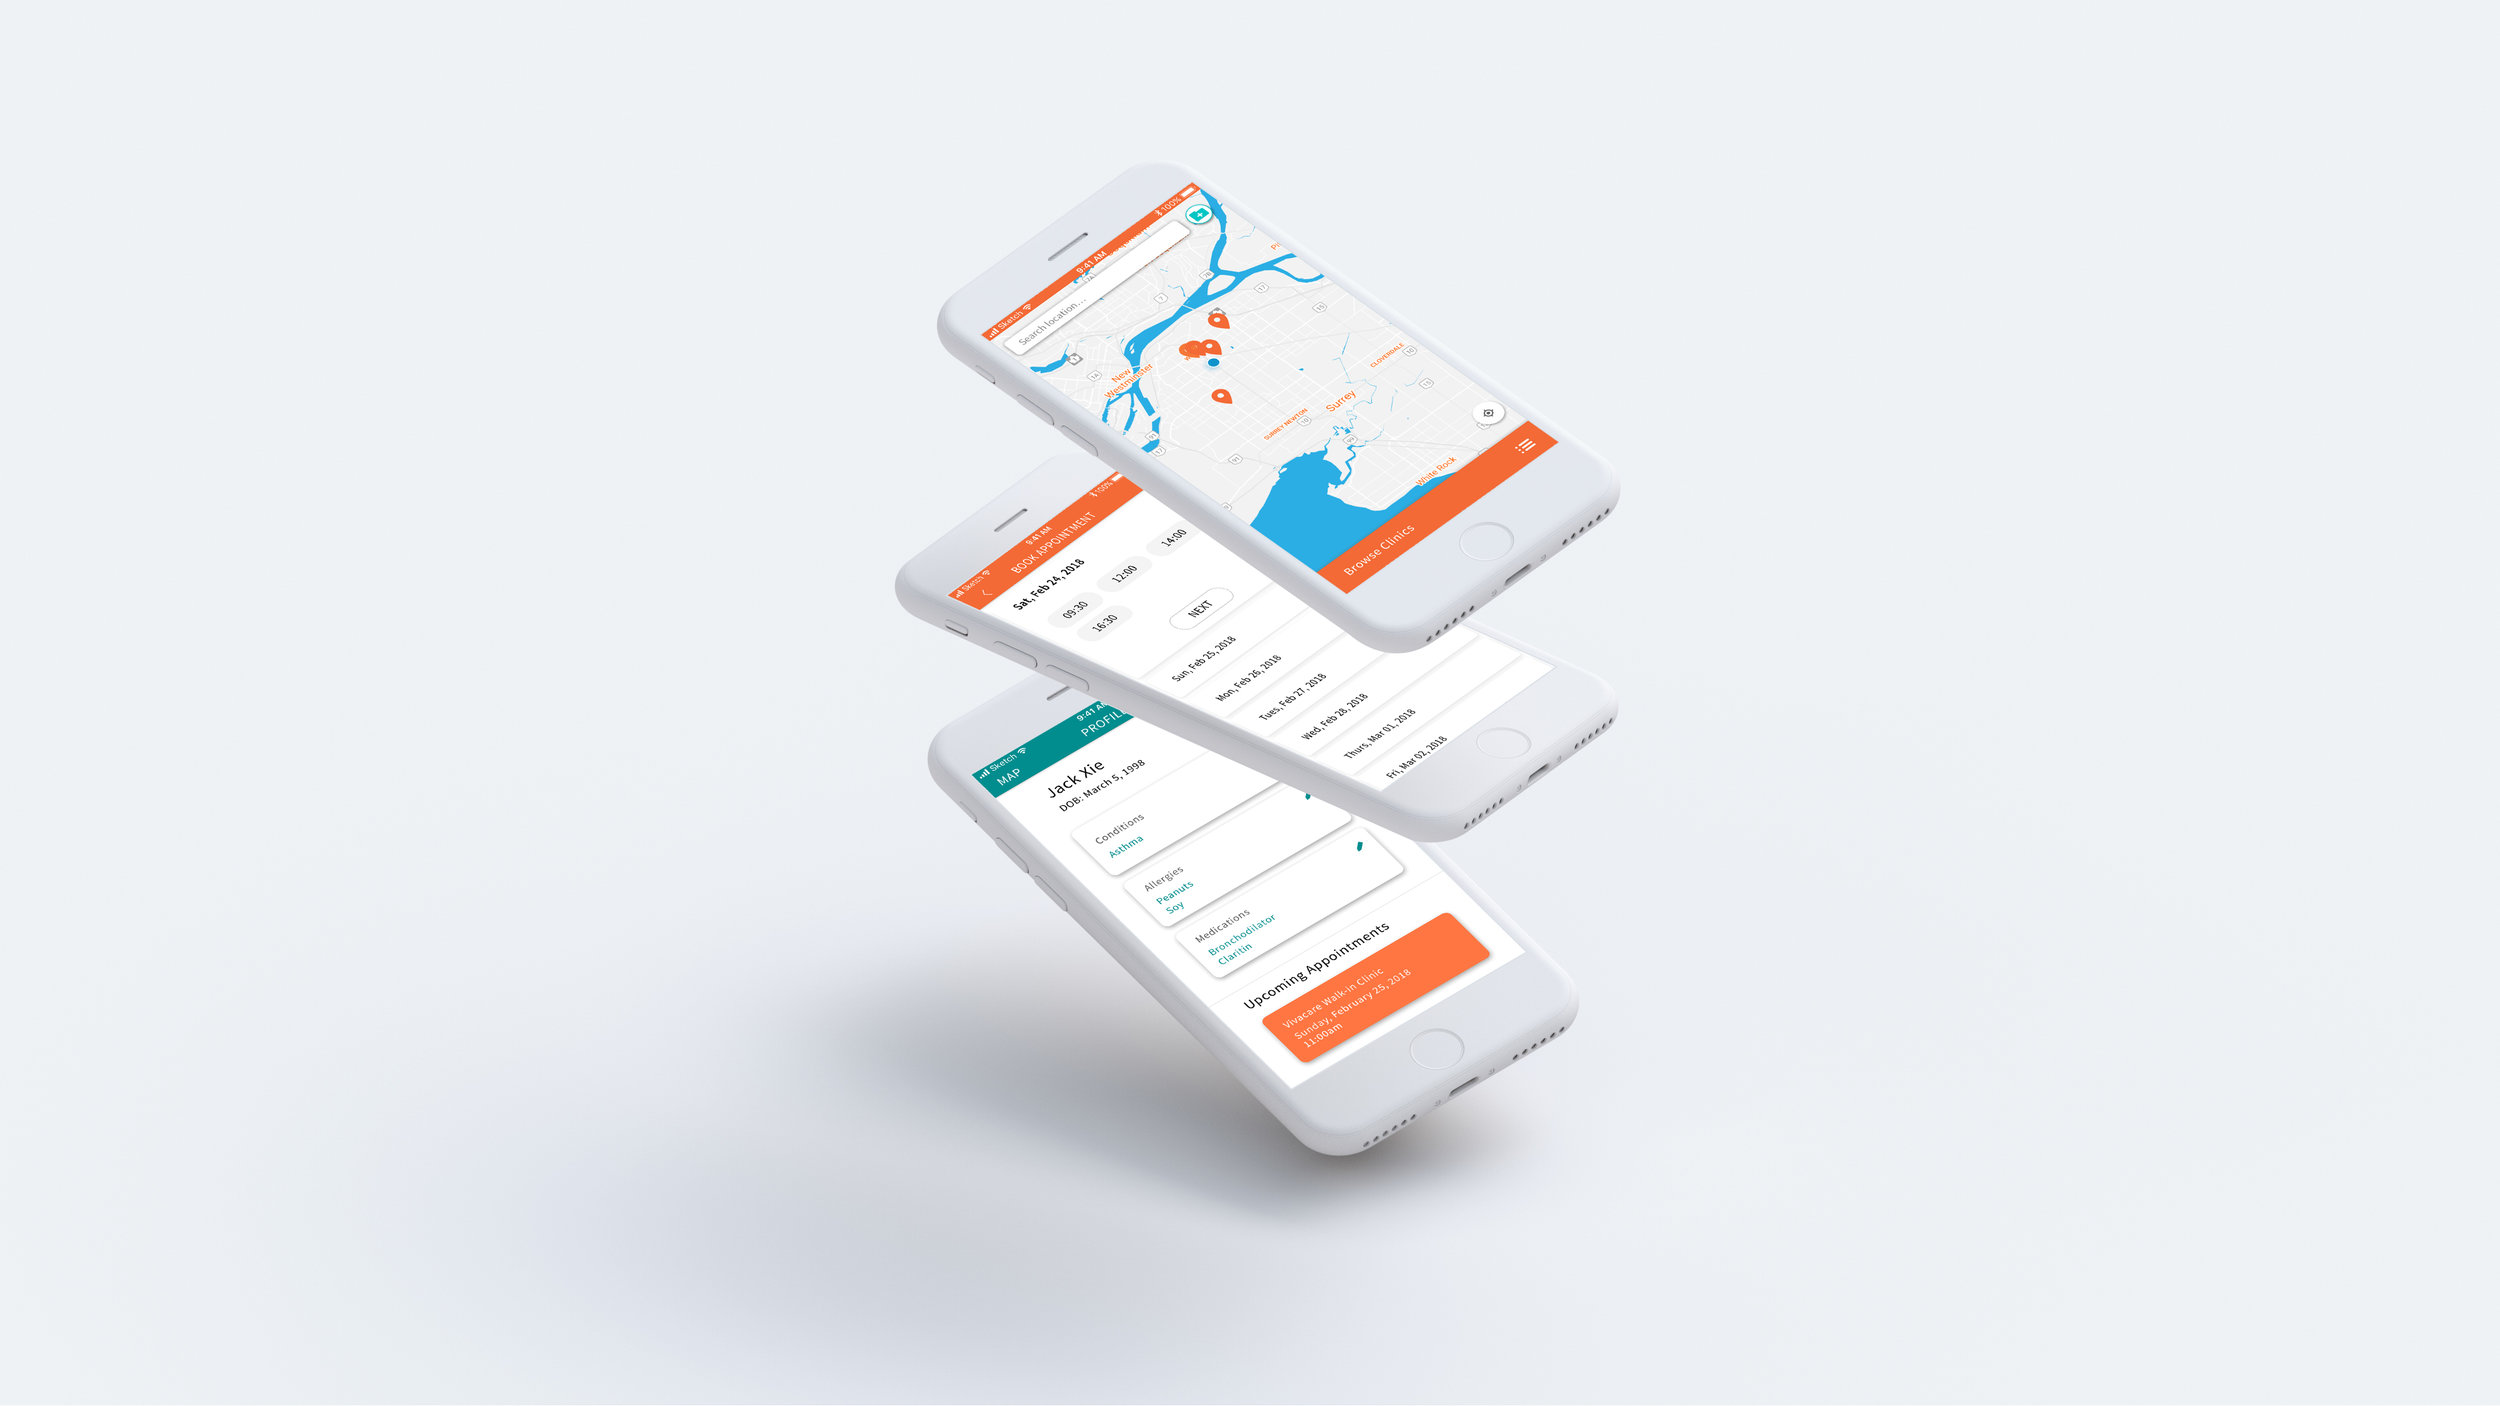 Sketch 9:41 AM 100%
Search location...
New
Westminster
Surrey
SURREY NEWTON
CLOVERDALE
White Rock
Browse Clinics
Sketch 9:41 AM 100%
BOOK APPOINTMENT
Sat, Feb 24, 2018
09:30 12:00 14:00
16:30
NEXT
Sun, Feb 25, 2018
Mon, Feb 26, 2018
Tues, Feb 27, 2018
Wed, Feb 28, 2018
Thurs, Mar 01, 2018
Fri, Mar 02, 2018
Sketch 9:41 AM
MAP PROFILE
Jack Xie
DOB: March 5, 1998
Conditions
Asthma
Allergies
Peanuts
Soy
Medications
Bronchodilator
Claritin
Upcoming Appointments
Vivacare Walk-in Clinic
Sunday, February 25, 2018
11:00am